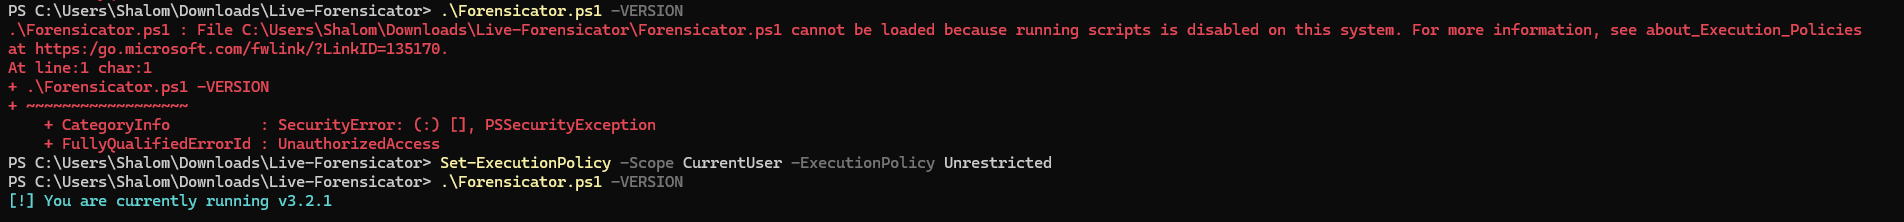 PS C:\Users\Shalom\Downloads\Live-Forensicator> .\Forensicator.ps1 -VERSION
.\Forensicator.ps1 : File C:\Users\Shalom\Downloads\Live-Forensicator\Forensicator.ps1 cannot be loaded because running scripts is disabled on this system. For more information, see about_Execution_Policies
at https:/go.microsoft.com/fwlink/?LinkID=135170.
At line:1 char:1
+ .\Forensicator.ps1 -VERSION
+ ~~~~~~~~~~~~~~~~~~
    + CategoryInfo          : SecurityError: (:) [], PSSecurityException
    + FullyQualifiedErrorId : UnauthorizedAccess
PS C:\Users\Shalom\Downloads\Live-Forensicator> Set-ExecutionPolicy -Scope CurrentUser -ExecutionPolicy Unrestricted
PS C:\Users\Shalom\Downloads\Live-Forensicator> .\Forensicator.ps1 -VERSION
[!] You are currently running v3.2.1